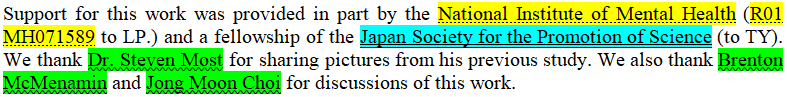 Support for this work was provided in part by the National Institute of Mental Health (R01
MH071589 to LP.) and a fellowship of the Japan Society for the Promotion of Science (to TY).
We thank Dr. Steven Most for sharing pictures from his previous study. We also thank Brenton
McMenamin and Jong Moon Choi for discussions of this work.